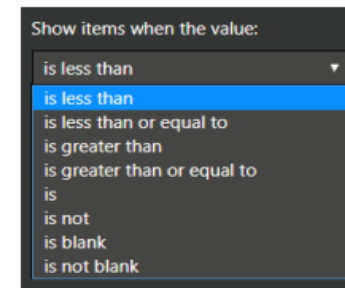 Show items when the value:
is less than
is less than
is less than or equal to
is greater than
is greater than or equal to
is
is not
is blank
is not blank